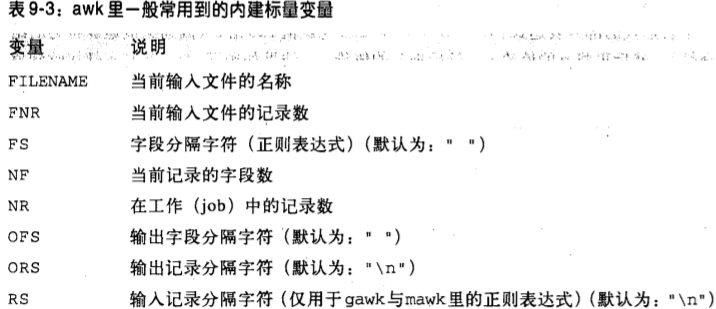 表 9-3：awk 里一般常用到的内建标量变量
变量 说明
FILENAME 当前输入文件的名称
FNR 当前输入文件的记录数
FS 字段分隔字符（正则表达式）(默认为：" ")
NF 当前记录的字段数
NR 在工作（job）中的记录数
OFS 输出字段分隔字符（默认为：" "）
ORS 输出记录分隔字符（默认为："\n"）
RS 输入记录分隔字符（仅用于gawk与mawk里的正则表达式）(默认为："\n")